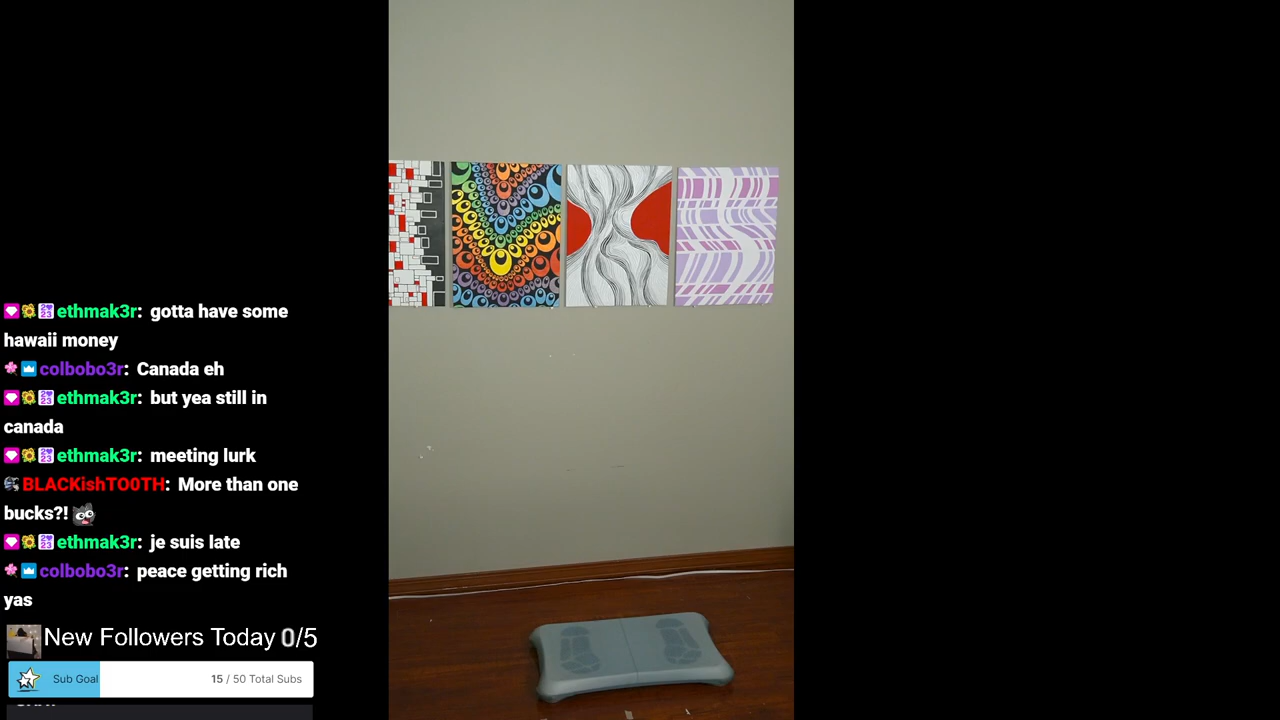 ethmak3r: gotta have some
hawaii money
colbobo3r: Canada eh
ethmak3r: but yea still in
canada
ethmak3r: meeting lurk
BLACKishTO0TH: More than one
bucks?!
ethmak3r: je suis late
colbobo3r: peace getting rich
yas
New Followers Today 0/5
Sub Goal 15 / 50 Total Subs